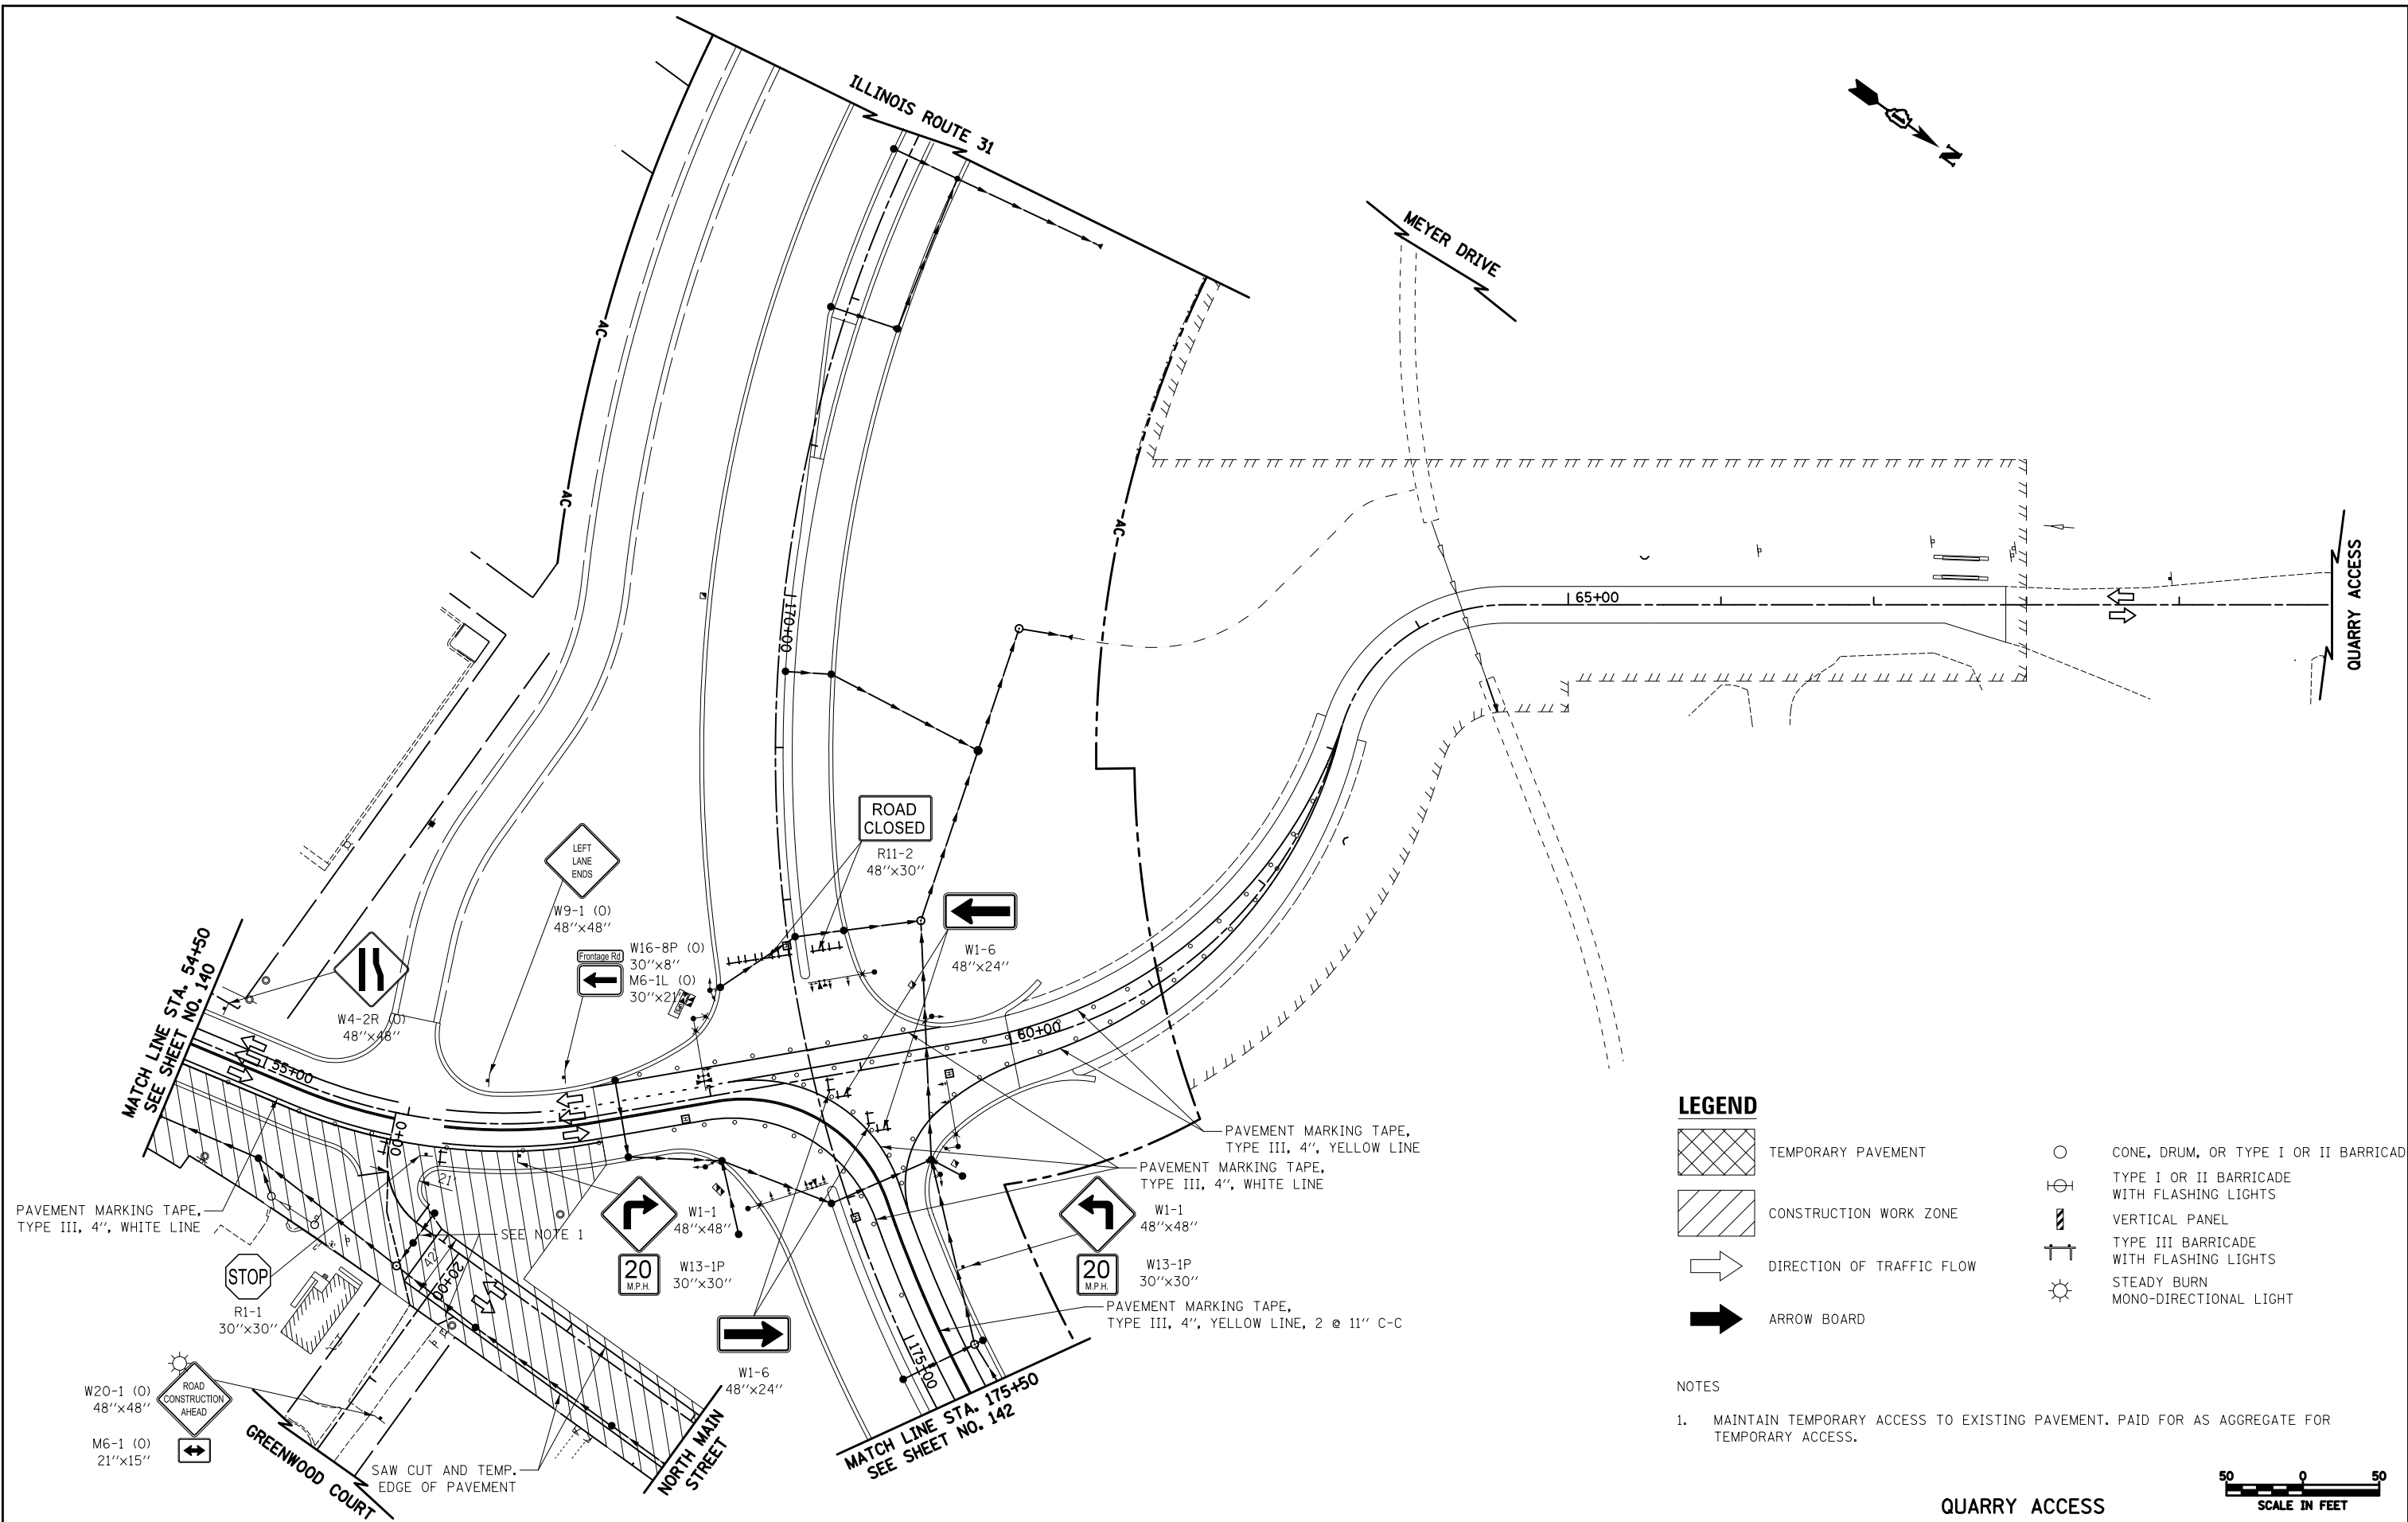 ILLINOIS ROUTE 31
N
MEYER DRIVE
AC
AC
AC
170+00
65+00
QUARRY ACCESS
ROAD
CLOSED
R11-2
48"x30"
LEFT
LANE
ENDS
W9-1 (O)
48"x48"
Frontage Rd
W16-8P (O)
30"x8"
M6-1L (O)
30"x21"
W1-6
48"x24"
MATCH LINE STA. 54+50
SEE SHEET NO. 140
W4-2R (O)
48"x48"
55+00
60+00
0+00
21'
42'
20+00
PAVEMENT MARKING TAPE,
TYPE III, 4", WHITE LINE
SEE NOTE 1
STOP
R1-1
30"x30"
W1-1
48"x48"
20
M.P.H.
W13-1P
30"x30"
W1-6
48"x24"
PAVEMENT MARKING TAPE,
TYPE III, 4", YELLOW LINE
PAVEMENT MARKING TAPE,
TYPE III, 4", WHITE LINE
W1-1
48"x48"
20
M.P.H.
W13-1P
30"x30"
PAVEMENT MARKING TAPE,
TYPE III, 4", YELLOW LINE, 2 @ 11" C-C
175+00
MATCH LINE STA. 175+50
SEE SHEET NO. 142
W20-1 (O)
48"x48"
ROAD
CONSTRUCTION
AHEAD
M6-1 (O)
21"x15"
GREENWOOD COURT
SAW CUT AND TEMP.
EDGE OF PAVEMENT
NORTH MAIN
STREET
LEGEND
TEMPORARY PAVEMENT
CONSTRUCTION WORK ZONE
DIRECTION OF TRAFFIC FLOW
ARROW BOARD
CONE, DRUM, OR TYPE I OR II BARRICAD
TYPE I OR II BARRICADE
WITH FLASHING LIGHTS
VERTICAL PANEL
TYPE III BARRICADE
WITH FLASHING LIGHTS
STEADY BURN
MONO-DIRECTIONAL LIGHT
NOTES
1. MAINTAIN TEMPORARY ACCESS TO EXISTING PAVEMENT. PAID FOR AS AGGREGATE FOR
TEMPORARY ACCESS.
QUARRY ACCESS
50 0 50
SCALE IN FEET